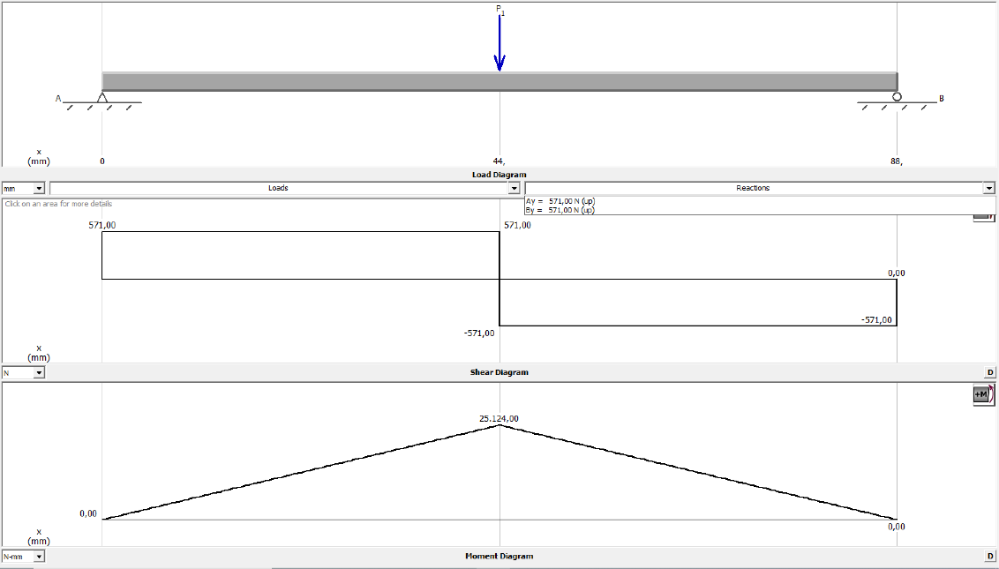 P1
A
B
x
(mm)
0
44,
88,
Load Diagram
mm
Loads
Reactions
Click on an area for more details
Ay = 571,00 N (up)
By = 571,00 N (up)
571,00
571,00
0,00
-571,00
-571,00
x
(mm)
N
Shear Diagram
D
+M
25.124,00
0,00
0,00
x
(mm)
N-mm
Moment Diagram
D